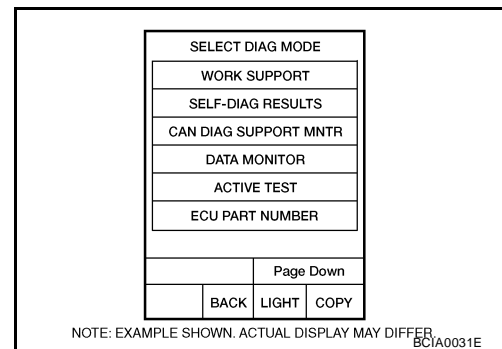 SELECT DIAG MODE
WORK SUPPORT
SELF-DIAG RESULTS
CAN DIAG SUPPORT MNTR
DATA MONITOR
ACTIVE TEST
ECU PART NUMBER
Page Down
BACK LIGHT COPY
NOTE: EXAMPLE SHOWN. ACTUAL DISPLAY MAY DIFFER.
BCIA0031E